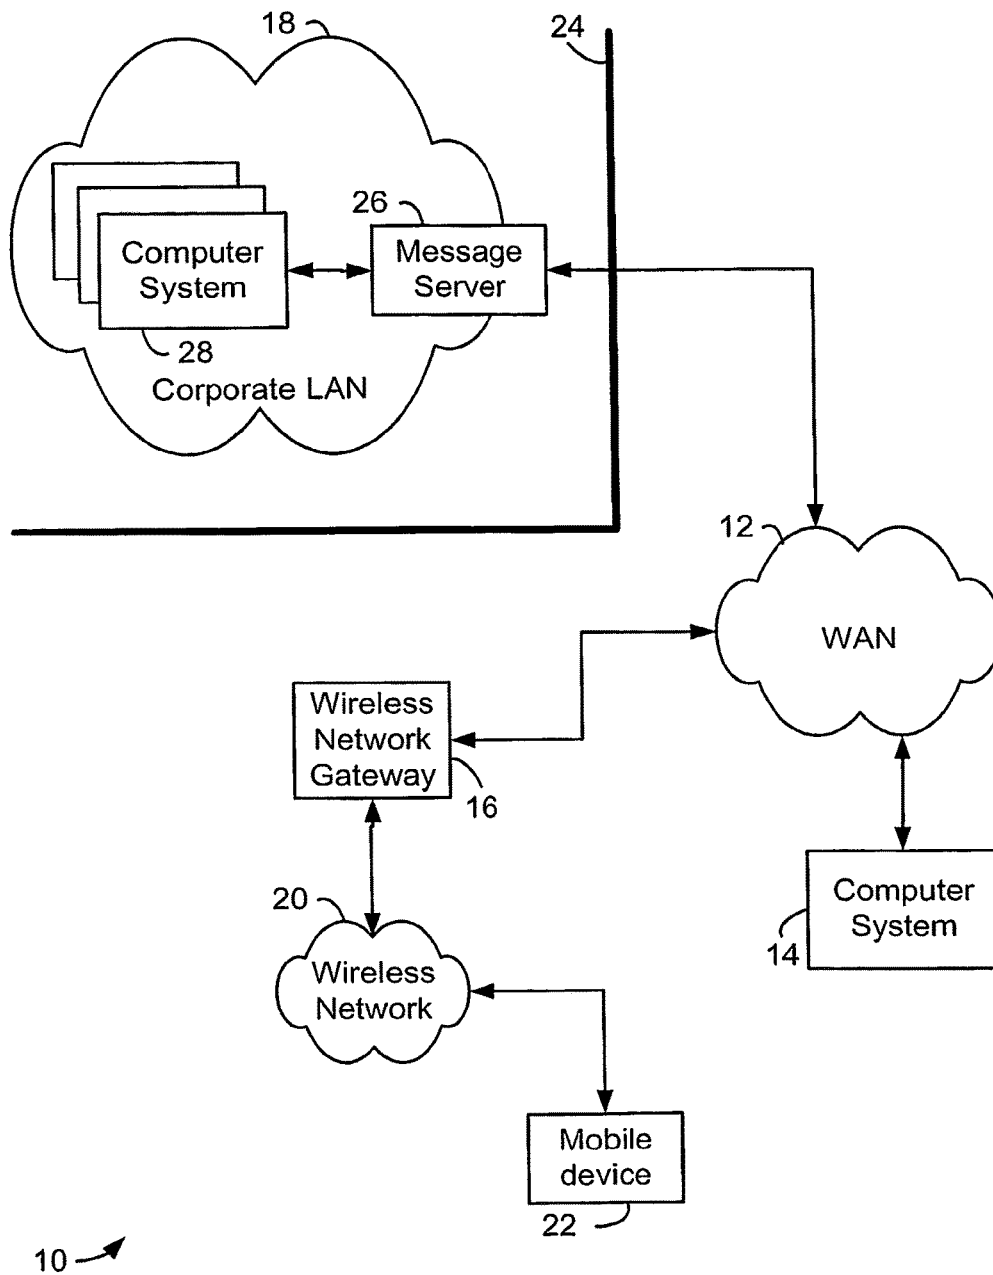 18
24
26
Computer
System
Message
Server
28
Corporate LAN
12
WAN
Wireless
Network
Gateway
16
20
Computer
System
14
Wireless
Network
Mobile
device
22
10